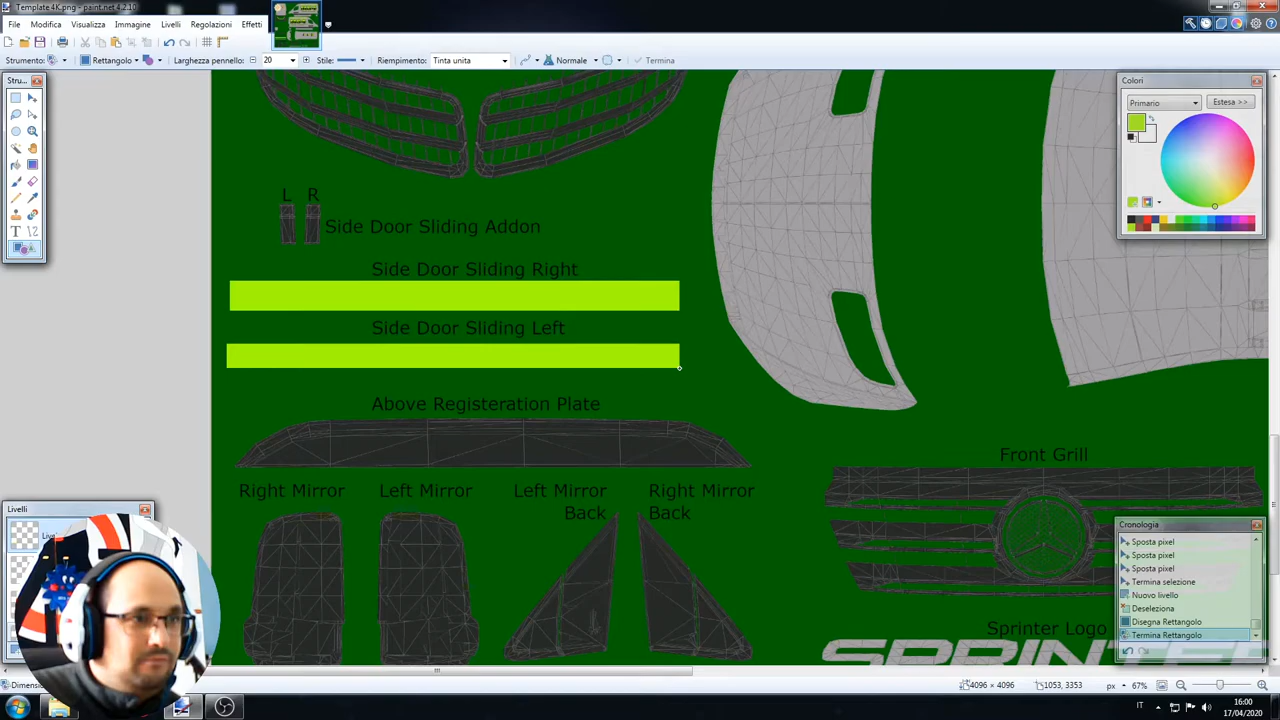 Template 4K.png - paint.net 4.2.10
File Modifica Visualizza Immagine Livelli Regolazioni Effetti
Strumento: Rettangolo Larghezza pennello: 20 Stile: Riempimento: Tinta unita Normale Termina
Stru...
Colori
Primario Estesa >>
L R
Side Door Sliding Addon
Side Door Sliding Right
Side Door Sliding Left
Above Registeration Plate
Front Grill
Right Mirror Left Mirror Left Mirror Back Right Mirror Back
Sprinter Logo
SPRINTE
Livelli
Cronologia
Sposta pixel
Sposta pixel
Sposta pixel
Termina selezione
Nuovo livello
Deseleziona
Disegna Rettangolo
Termina Rettangolo
4096 × 4096 1053, 3353 px 67%
IT 16:00
17/04/2020